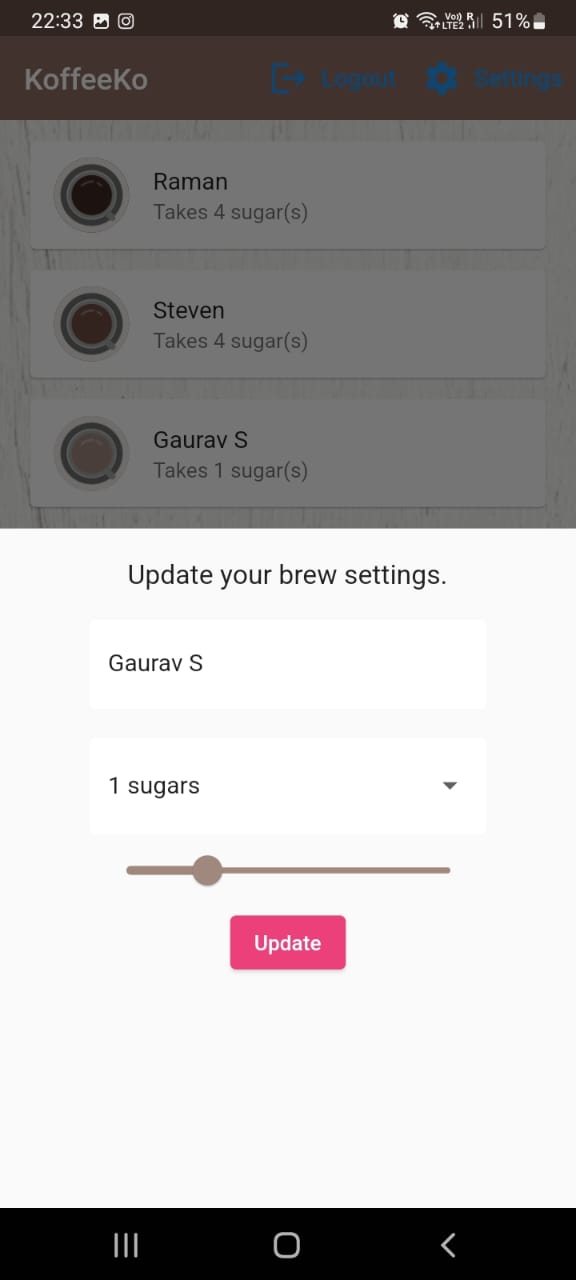 22:33 Vo)) R LTE2 51%
KoffeeKo Logout Settings
Raman
Takes 4 sugar(s)
Steven
Takes 4 sugar(s)
Gaurav S
Takes 1 sugar(s)
Update your brew settings.
Gaurav S
1 sugars
Update